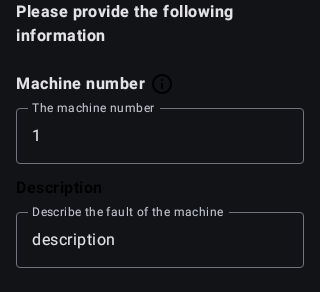 Please provide the following
information
Machine number
The machine number
1
Description
Describe the fault of the machine
description